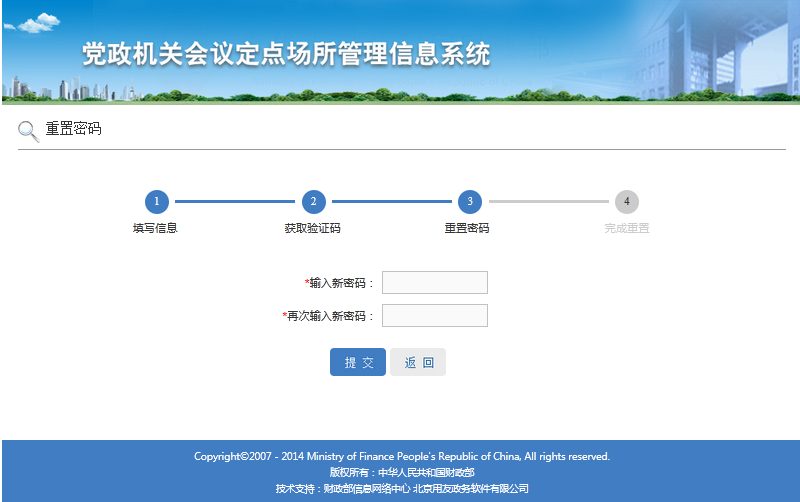 党政机关会议定点场所管理信息系统
重置密码
1 2 3 4
填写信息 获取验证码 重置密码 完成重置
*输入新密码：
*再次输入新密码：
提 交 返 回
Copyright©2007 - 2014 Ministry of Finance People's Republic of China, All rights reserved.
版权所有：中华人民共和国财政部
技术支持：财政部信息网络中心 北京用友政务软件有限公司